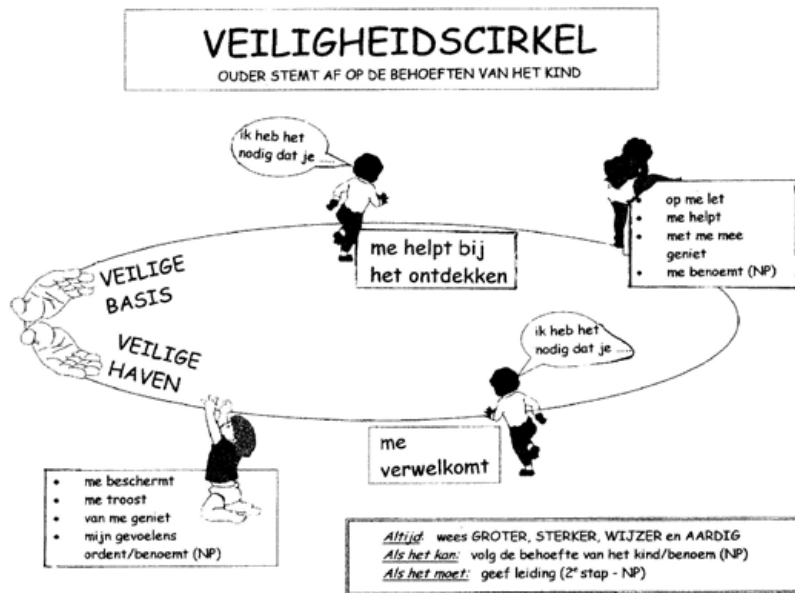 VEILIGHEIDSCIRKEL
OUDER STEMT AF OP DE BEHOEFTEN VAN HET KIND
ik heb het
nodig dat je ....
• op me let
• me helpt
• met me mee
geniet
• me benoemt (NP)
me helpt bij
het ontdekken
VEILIGE
BASIS
VEILIGE
HAVEN
ik heb het
nodig dat je ....
me
verwelkomt
• me beschermt
• me troost
• van me geniet
• mijn gevoelens
ordent/benoemt (NP)
Altijd: wees GROTER, STERKER, WIJZER en AARDIG
Als het kan: volg de behoefte van het kind/benoem (NP)
Als het moet: geef leiding (2e stap - NP)